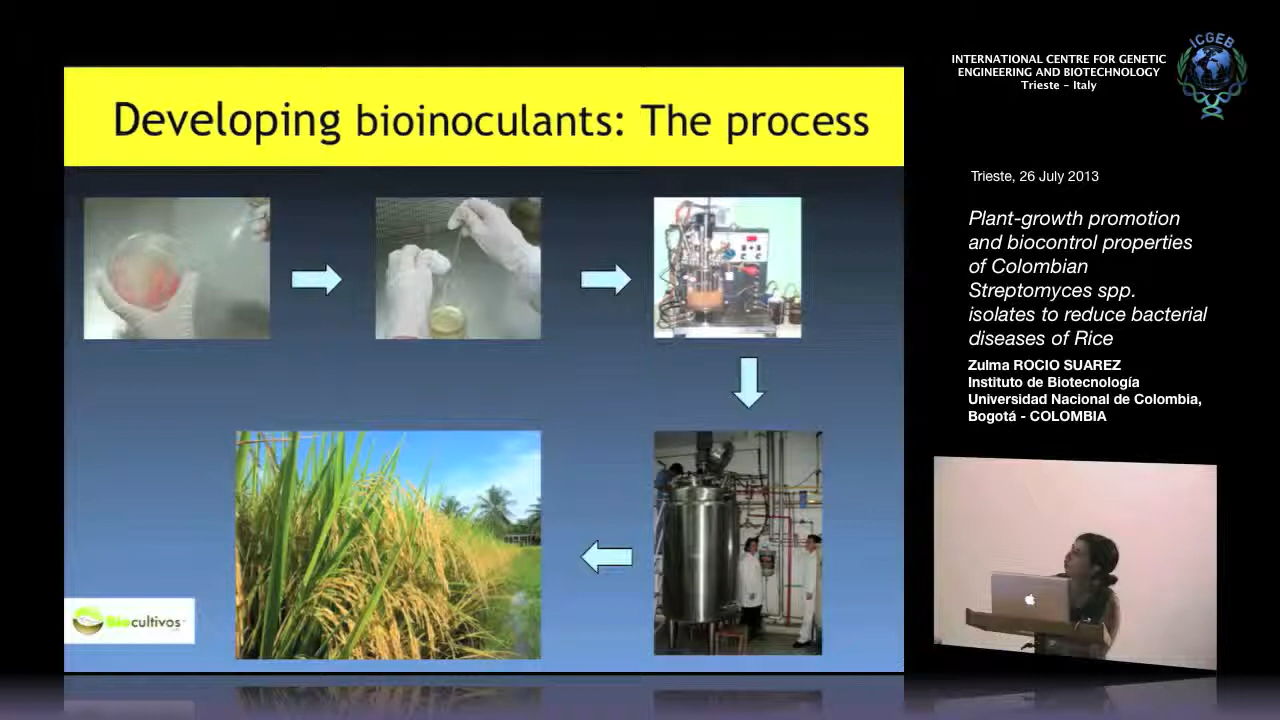 Developing bioinoculants: The process
Biocultivos
INTERNATIONAL CENTRE FOR GENETIC
ENGINEERING AND BIOTECHNOLOGY
Trieste - Italy
ICGEB
Trieste, 26 July 2013
Plant-growth promotion
and biocontrol properties
of Colombian
Streptomyces spp.
isolates to reduce bacterial
diseases of Rice
Zulma ROCIO SUAREZ
Instituto de Biotecnología
Universidad Nacional de Colombia,
Bogotá - COLOMBIA